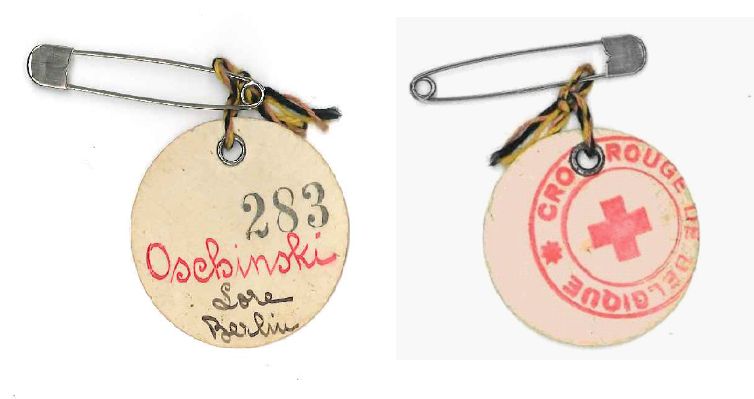 283
Oschinski
Lore
Berlin
CROIX ROUGE DE BELGIQUE